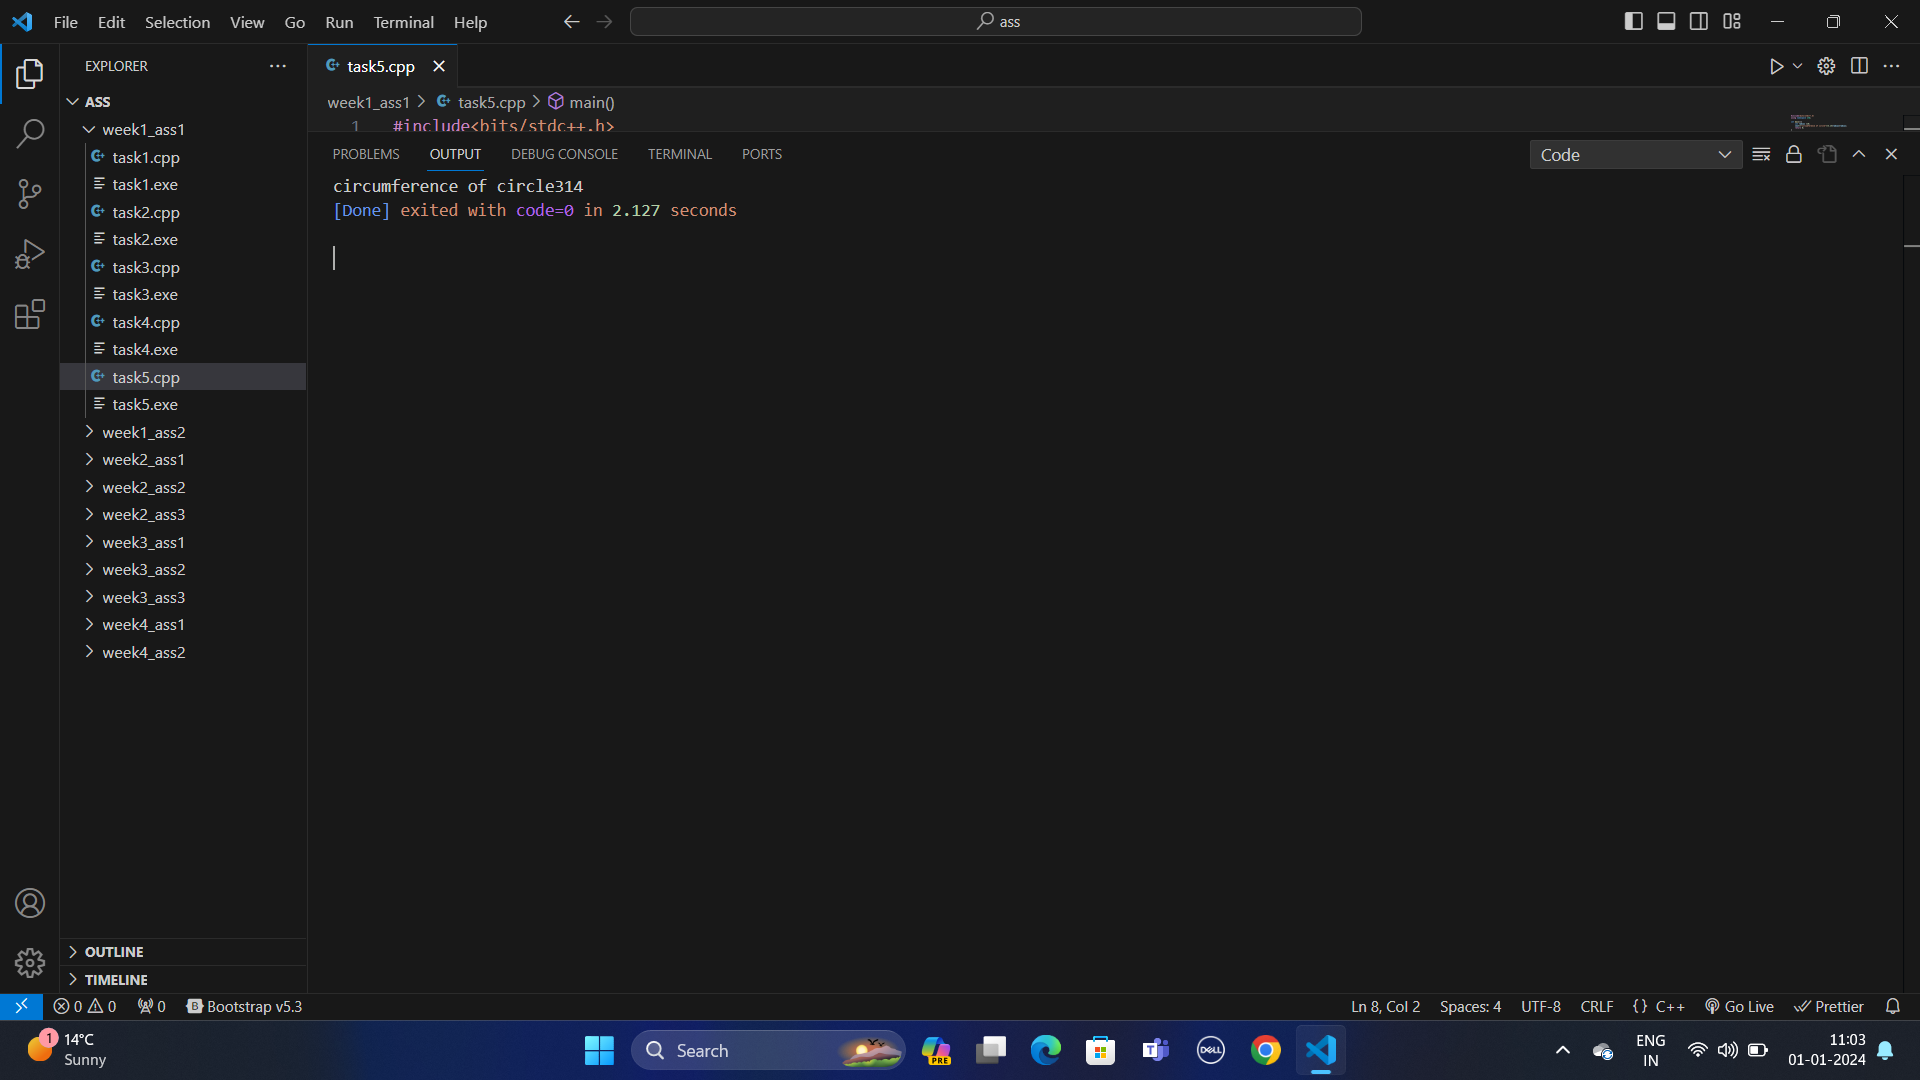 File Edit Selection View Go Run Terminal Help
ass
EXPLORER
task5.cpp
ASS
week1_ass1 > task5.cpp > main()
1 #include<bits/stdc++.h>
week1_ass1
task1.cpp
task1.exe
task2.cpp
task2.exe
task3.cpp
task3.exe
task4.cpp
task4.exe
task5.cpp
task5.exe
week1_ass2
week2_ass1
week2_ass2
week2_ass3
week3_ass1
week3_ass2
week3_ass3
week4_ass1
week4_ass2
OUTLINE
TIMELINE
PROBLEMS OUTPUT DEBUG CONSOLE TERMINAL PORTS
Code
circumference of circle314
[Done] exited with code=0 in 2.127 seconds
0 0 0 Bootstrap v5.3
Ln 8, Col 2 Spaces: 4 UTF-8 CRLF {} C++ Go Live Prettier
1
14°C
Sunny
Search
PRE
DELL
ENG
IN
11:03
01-01-2024